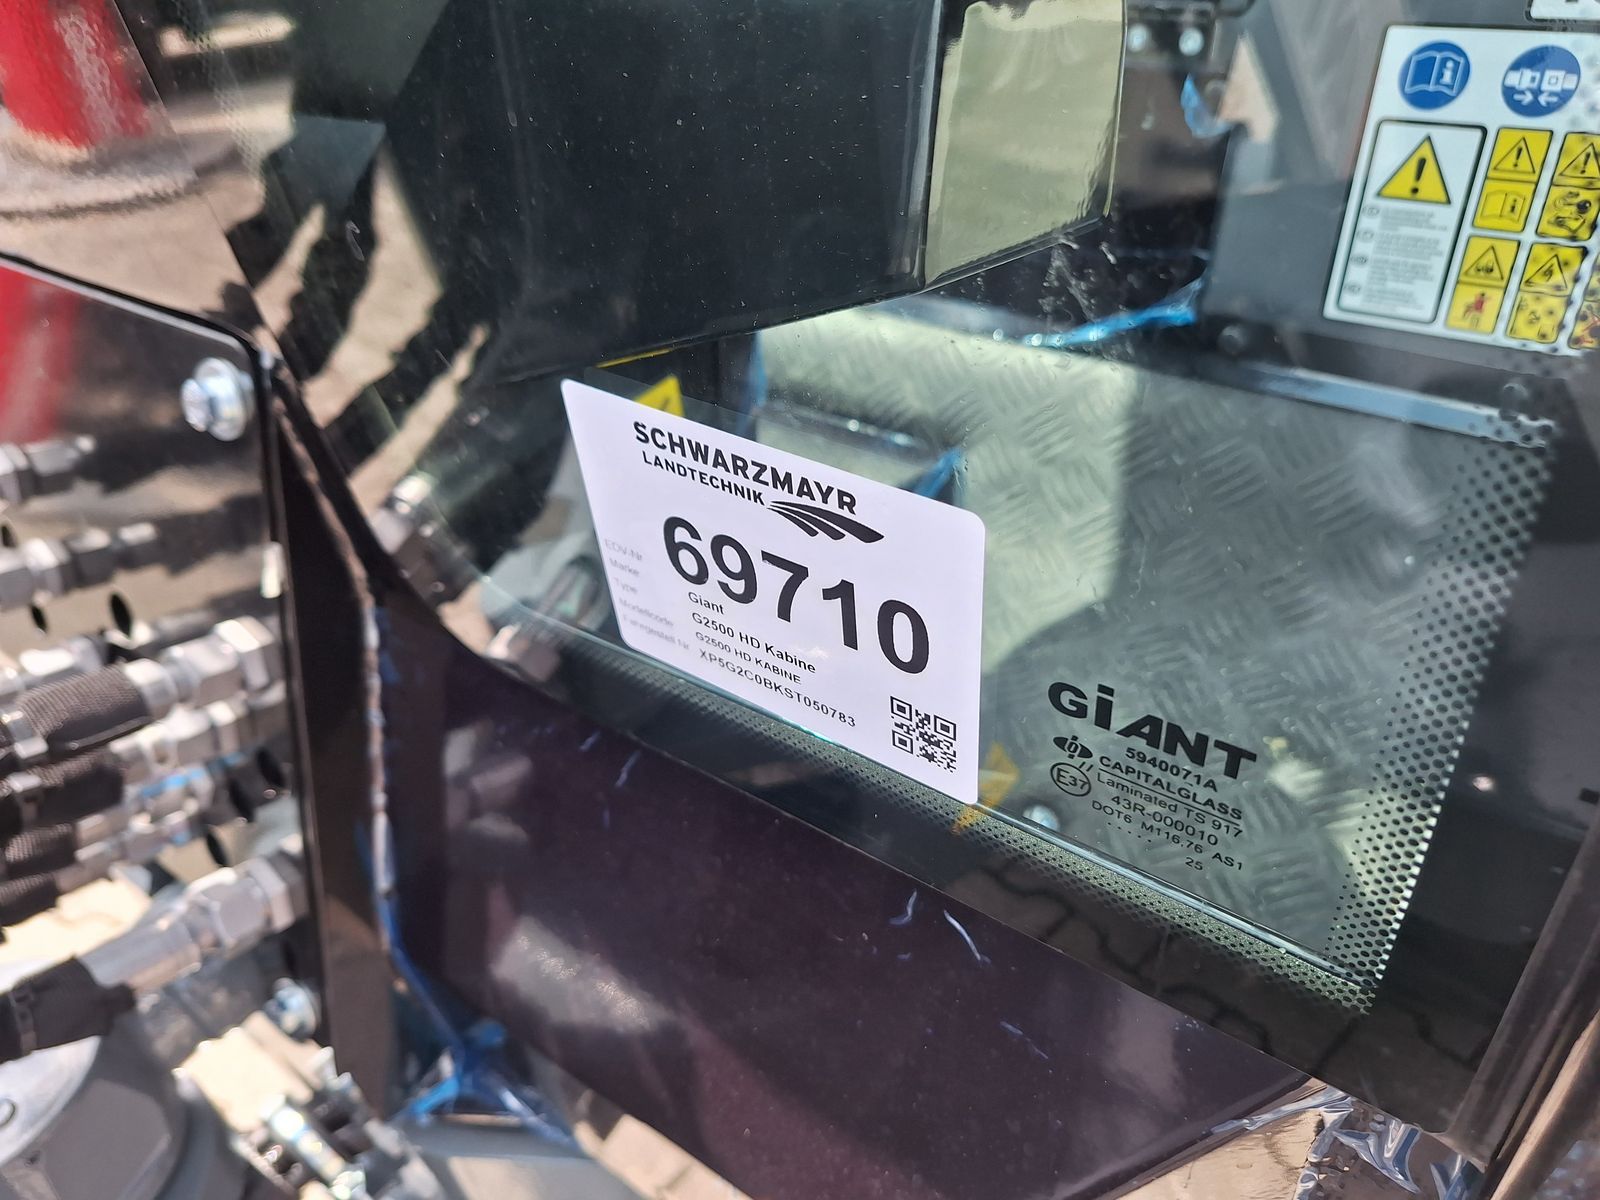 SCHWARZMAYR
LANDTECHNIK
69710
EDV-Nr
Marke Giant
Type G2500 HD Kabine
Modellcode G2500 HD KABINE
Fahrgestell Nr XP5G2C0BKST050783
GiANT
5940071A
CAPITALGLASS
E37 Laminated TS 917
43R-000010
DOT6 M116.76 AS1
..... 25